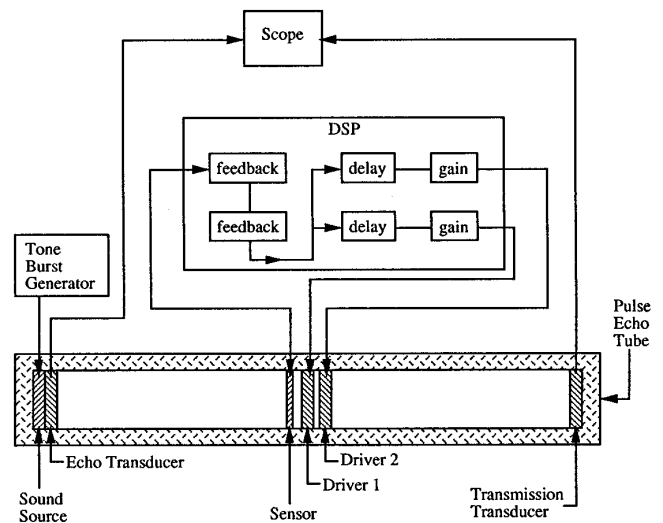 Scope
DSP
feedback
delay
gain
feedback
delay
gain
Tone
Burst
Generator
Pulse
Echo
Tube
Echo Transducer
Driver 2
Driver 1
Sound
Source
Sensor
Transmission
Transducer